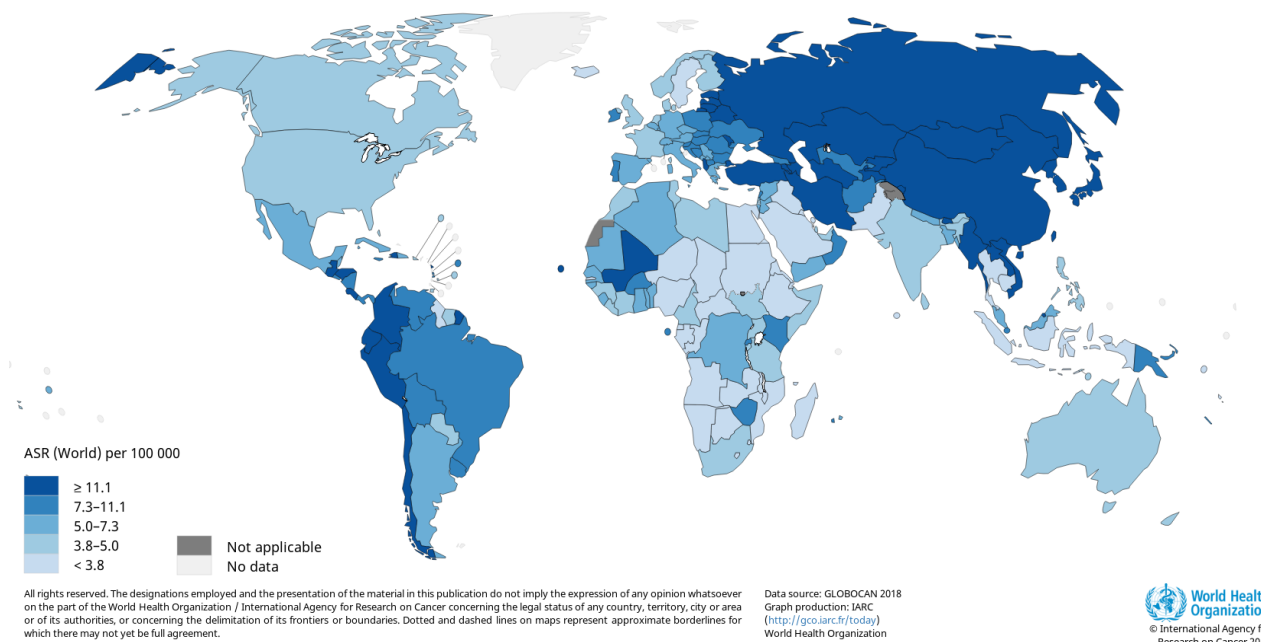 ASR (World) per 100 000
≥ 11.1
7.3–11.1
5.0–7.3
3.8–5.0
< 3.8
Not applicable
No data
All rights reserved. The designations employed and the presentation of the material in this publication do not imply the expression of any opinion whatsoever
on the part of the World Health Organization / International Agency for Research on Cancer concerning the legal status of any country, territory, city or area
or of its authorities, or concerning the delimitation of its frontiers or boundaries. Dotted and dashed lines on maps represent approximate borderlines for
which there may not yet be full agreement.
Data source: GLOBOCAN 2018
Graph production: IARC
(http://gco.iarc.fr/today)
World Health Organization
World Healt
Organizatio
© International Agency f
Research on Cancer 20